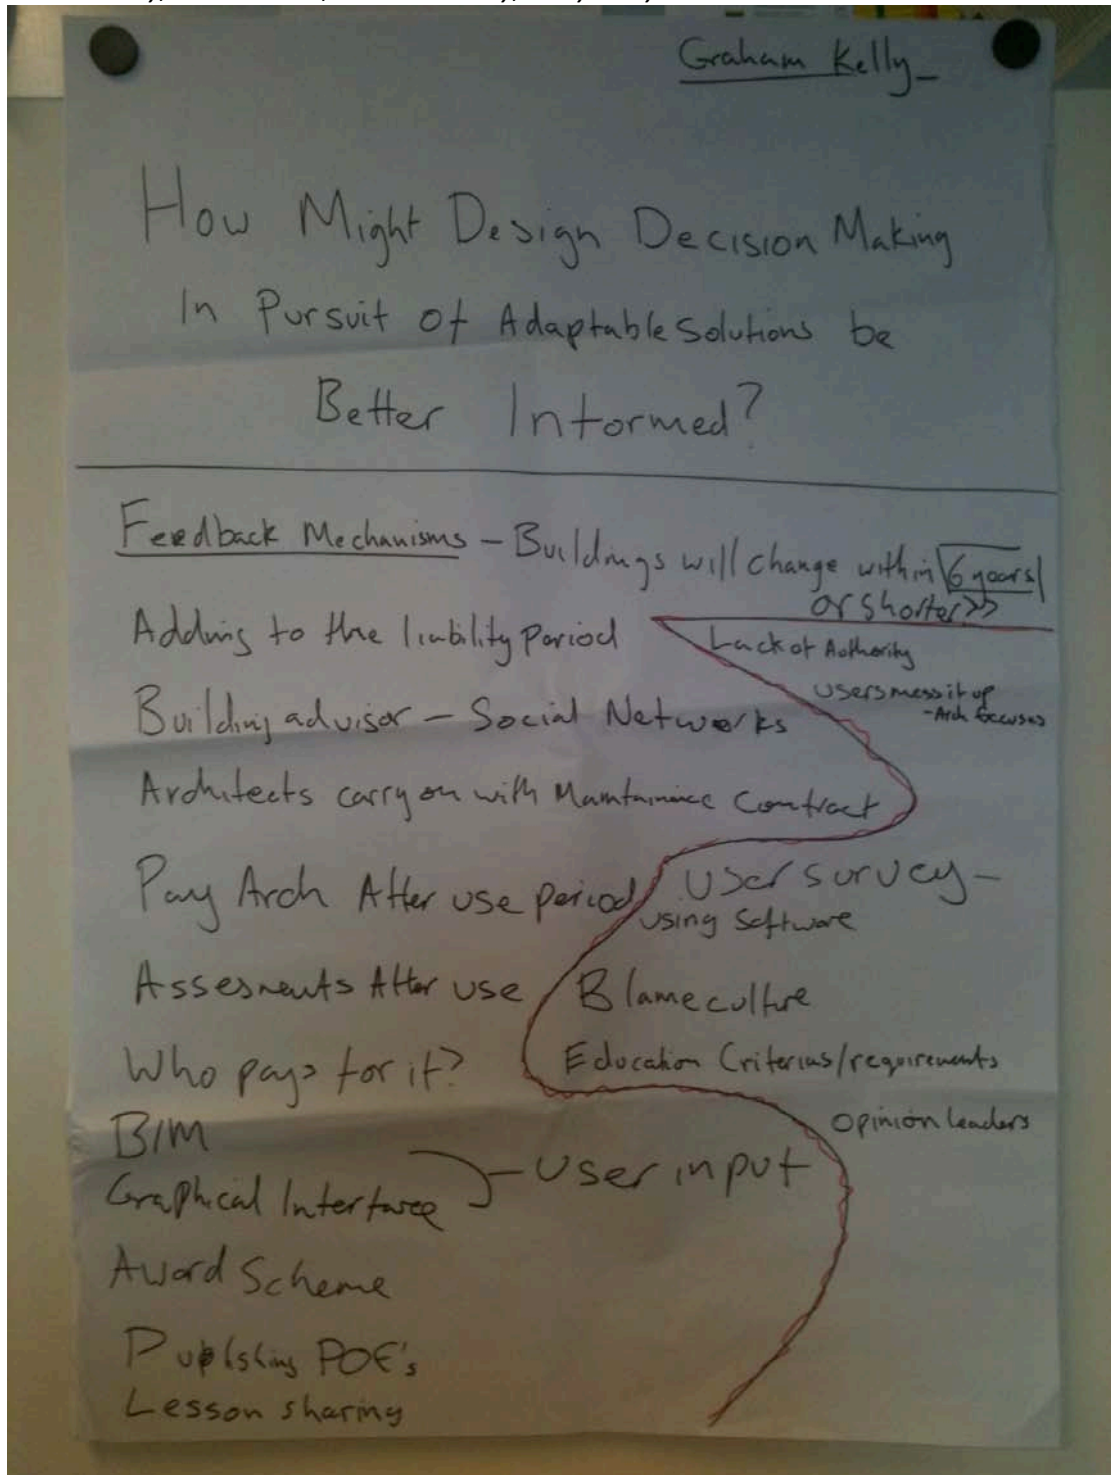 Graham Kelly
How Might Design Decision Making
In Pursuit of Adaptable Solutions be
Better Informed?
Feedback Mechanisms - Buildings will change within 6 years
or shorter >>
Adding to the liability period
Lack of Authority
Users mess it up
- Arch focuses
Building advisor - Social Networks
Architects carry on with Maintainince Contract
Pay Arch After use period
User survey -
using Software
Assesments After use
Blame culture
Who pays for it?
Education Criterias/requirements
Opinion leaders
BIM
Graphical Interface
- User input
Award Scheme
Publishing POE's
Lesson sharing